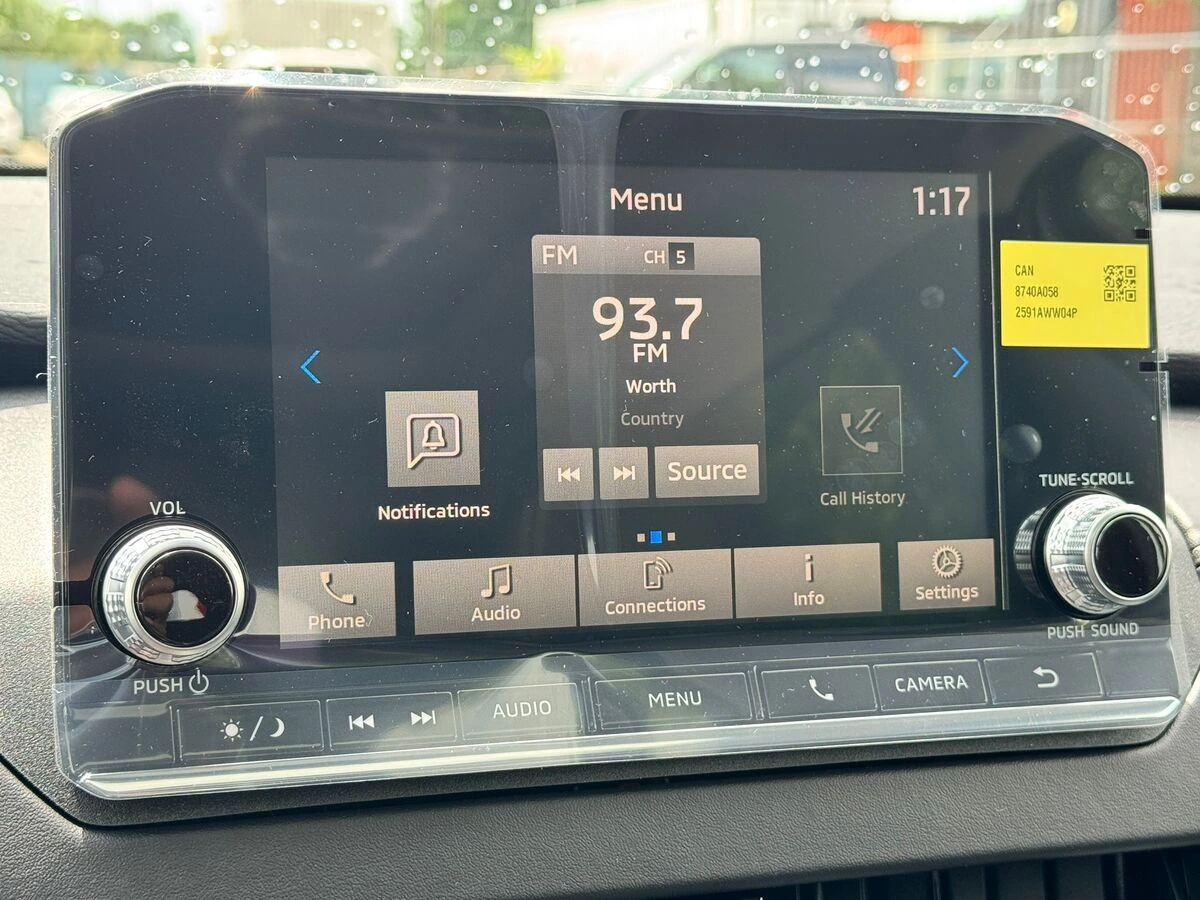 Menu
1:17
FM
CH 5
93.7
FM
Worth
Country
Source
Notifications
Call History
Phone
Audio
Connections
Info
Settings
CAN
8740A058
2591AWW04P
VOL
PUSH
TUNE·SCROLL
PUSH SOUND
AUDIO
MENU
CAMERA